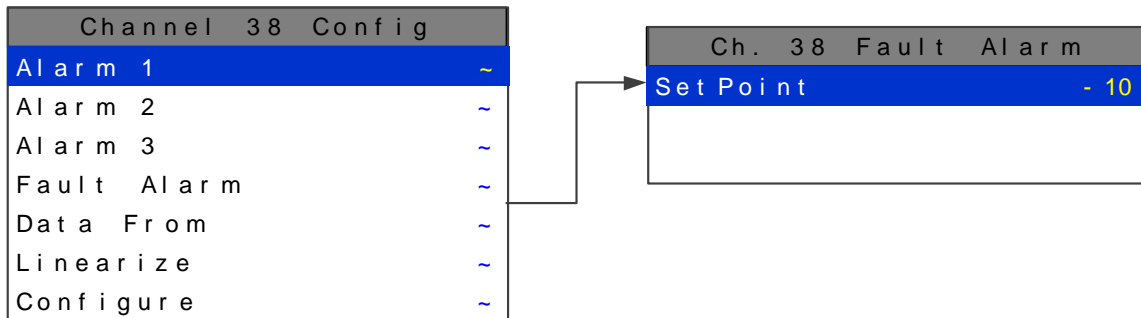 Channel 38 Config
Alarm 1 ~
Alarm 2 ~
Alarm 3 ~
Fault Alarm ~
Data From ~
Linearize ~
Configure ~
Ch. 38 Fault Alarm
Set Point - 10